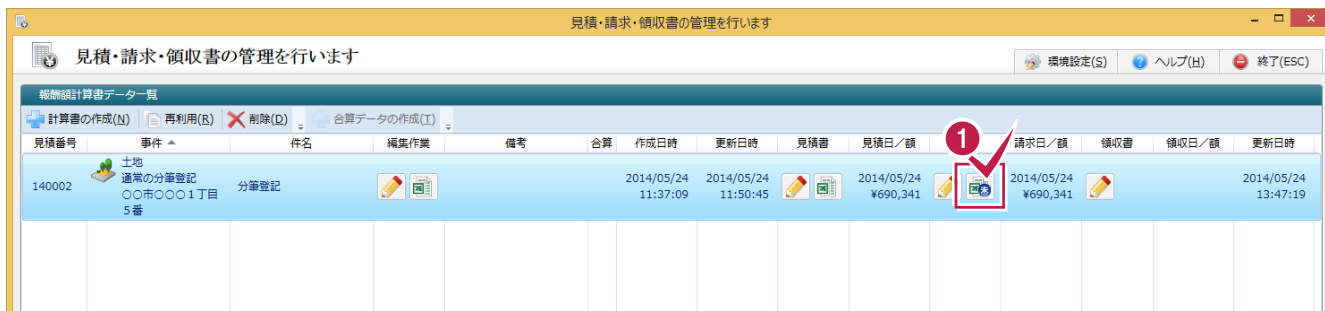 見積・請求・領収書の管理を行います
見積・請求・領収書の管理を行います
環境設定(S) ヘルプ(H) 終了(ESC)
報酬額計算書データ一覧
計算書の作成(N) 再利用(R) 削除(D) 合算データの作成(T)
見積番号 事件 件名 編集作業 備考 合算 作成日時 更新日時 見積書 見積日／額 請求日／額 領収書 領収日／額 更新日時
1
140002 土地 分筆登記 2014/05/24 2014/05/24 2014/05/24 2014/05/24 2014/05/24
通常の分筆登記 11:37:09 11:50:45 ¥690,341 未 ¥690,341 13:47:19
○○市○○○1丁目
5番